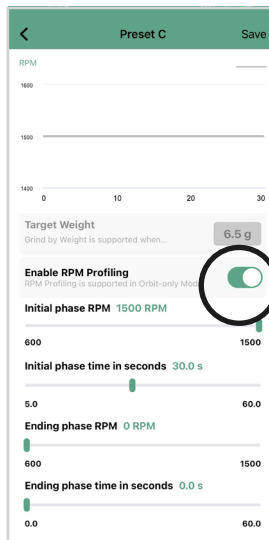 Preset C Save
RPM
1600
1500
1400
0 10 20 30
Target Weight
Grind by Weight is supported when...
6.5 g
Enable RPM Profiling
RPM Profiling is supported in Orbit-only
Initial phase RPM 1500 RPM
600 1500
Initial phase time in seconds 30.0 s
5.0 60.0
Ending phase RPM 0 RPM
600 1500
Ending phase time in seconds 0.0 s
0.0 60.0